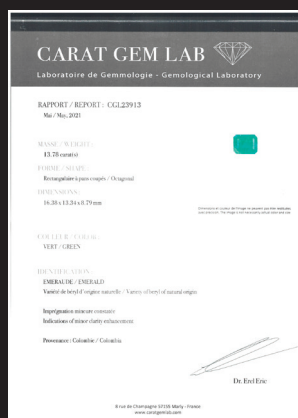 CARAT GEM LAB
Laboratoire de Gemmologie - Gemological Laboratory
RAPPORT / REPORT : CGL23913
Mai / May, 2021
MASSE / WEIGHT :
13.78 carat(s)
FORME / SHAPE :
Rectangulaire à pans coupés / Octagonal
DIMENSIONS :
16.38 x 13.34 x 8.79 mm
COULEUR / COLOR :
VERT / GREEN
IDENTIFICATION
EMERAUDE / EMERALD
Variété de béryl d'origine naturelle / Variety of beryl of natural origin
Imprégnation mineure constatée
Indications of minor clarity enhancement
Provenance : Colombie / Colombia
Dr. Erel Eric
8 rue de Champagne 57155 Marly - France
www.caratgemlab.com